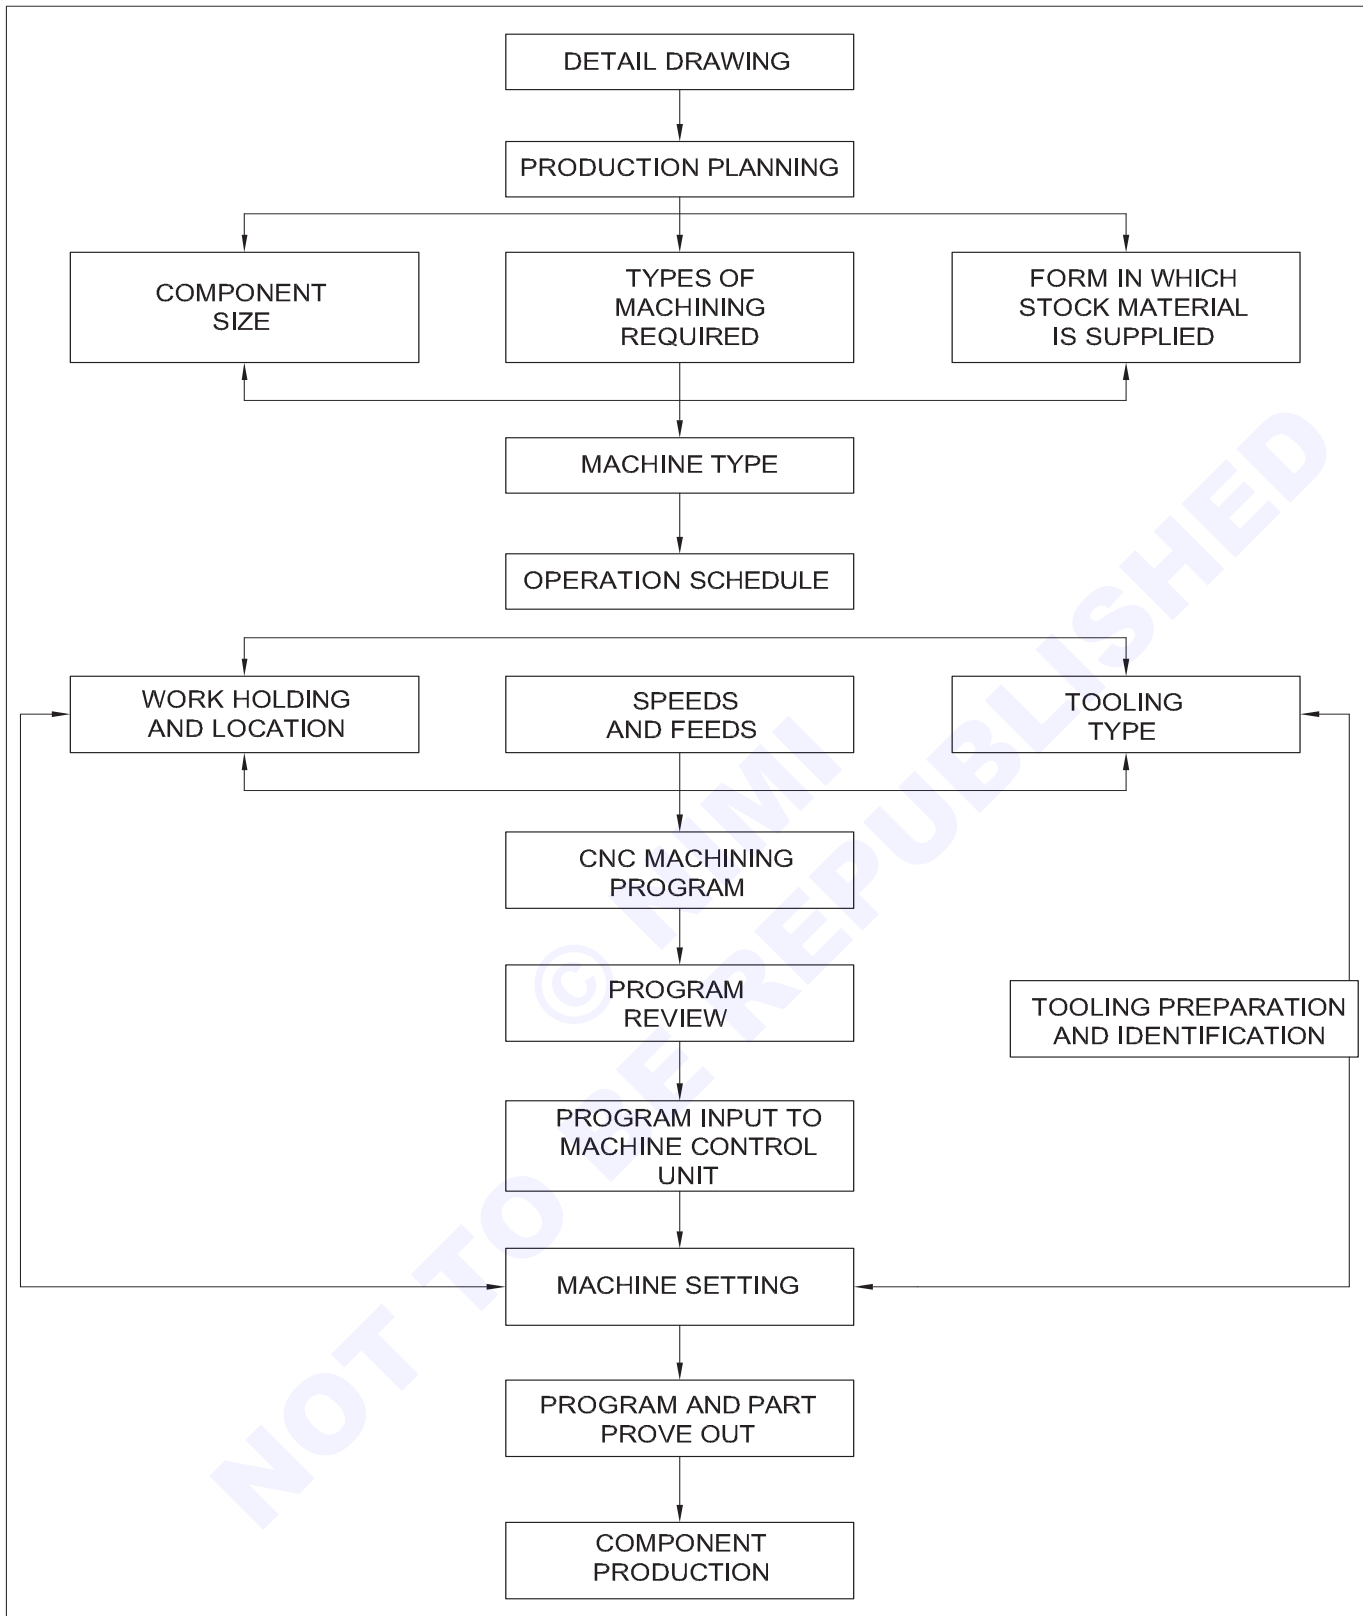 DETAIL DRAWING
PRODUCTION PLANNING
COMPONENT
SIZE
TYPES OF
MACHINING
REQUIRED
FORM IN WHICH
STOCK MATERIAL
IS SUPPLIED
MACHINE TYPE
OPERATION SCHEDULE
WORK HOLDING
AND LOCATION
SPEEDS
AND FEEDS
TOOLING
TYPE
CNC MACHINING
PROGRAM
PROGRAM
REVIEW
TOOLING PREPARATION
AND IDENTIFICATION
PROGRAM INPUT TO
MACHINE CONTROL
UNIT
MACHINE SETTING
PROGRAM AND PART
PROVE OUT
COMPONENT
PRODUCTION
© NIMI
NOT TO BE REPUBLISHED